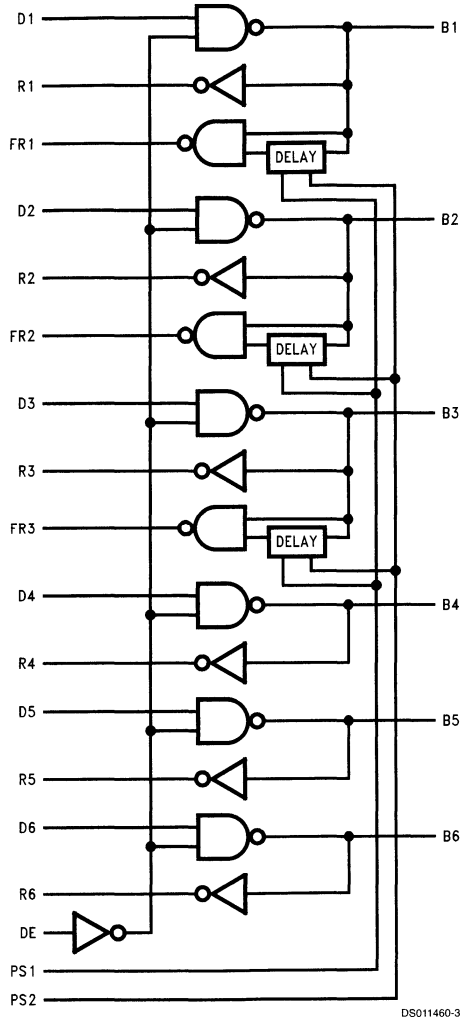 D1 B1
R1
FR1 DELAY
D2 B2
R2
FR2 DELAY
D3 B3
R3
FR3 DELAY
D4 B4
R4
D5 B5
R5
D6 B6
R6
DE
PS1
PS2
DS011460-3